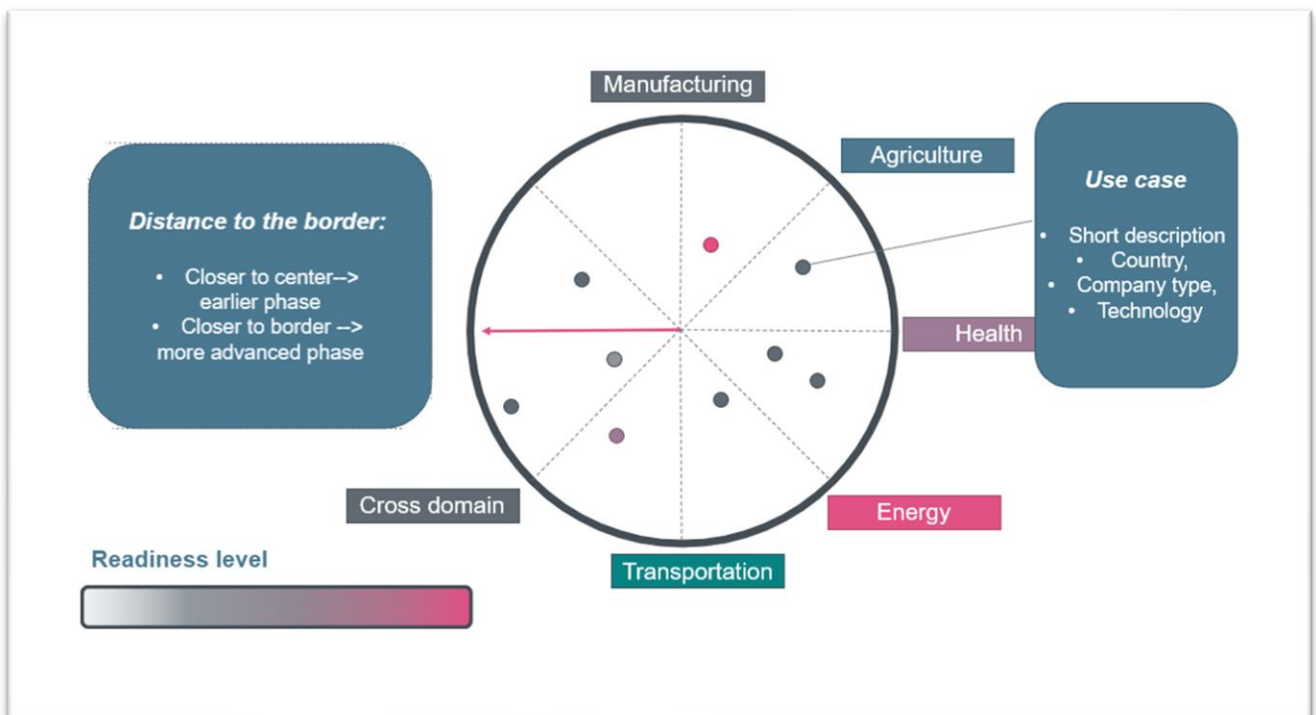 Manufacturing
Agriculture
Use case
• Short description
• Country,
• Company type,
• Technology
Distance to the border:
• Closer to center-->
earlier phase
• Closer to border -->
more advanced phase
Health
Cross domain
Energy
Transportation
Readiness level